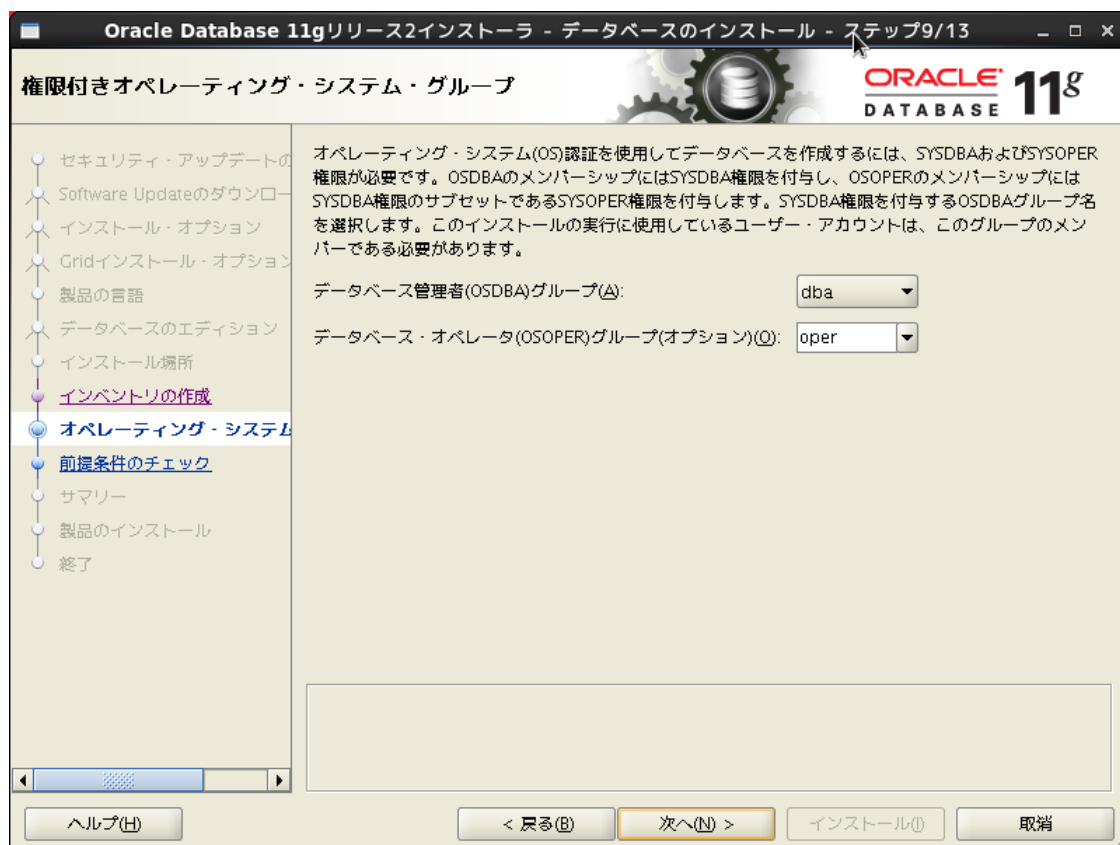 Oracle Database 11gリリース2インストーラ - データベースのインストール - ステップ9/13
権限付きオペレーティング・システム・グループ
ORACLE
DATABASE
11g
セキュリティ・アップデートの
Software Updateのダウンロー
インストール・オプション
Gridインストール・オプション
製品の言語
データベースのエディション
インストール場所
インベントリの作成
オペレーティング・システム
前提条件のチェック
サマリー
製品のインストール
終了
オペレーティング・システム(OS)認証を使用してデータベースを作成するには、SYSDBAおよびSYSOPER
権限が必要です。OSDBAのメンバーシップにはSYSDBA権限を付与し、OSOPERのメンバーシップには
SYSDBA権限のサブセットであるSYSOPER権限を付与します。SYSDBA権限を付与するOSDBAグループ名
を選択します。このインストールの実行に使用しているユーザー・アカウントは、このグループのメン
バーである必要があります。
データベース管理者(OSDBA)グループ(A): dba
データベース・オペレータ(OSOPER)グループ(オプション)(O): oper
ヘルプ(H) < 戻る(B) 次へ(N) > インストール(I) 取消